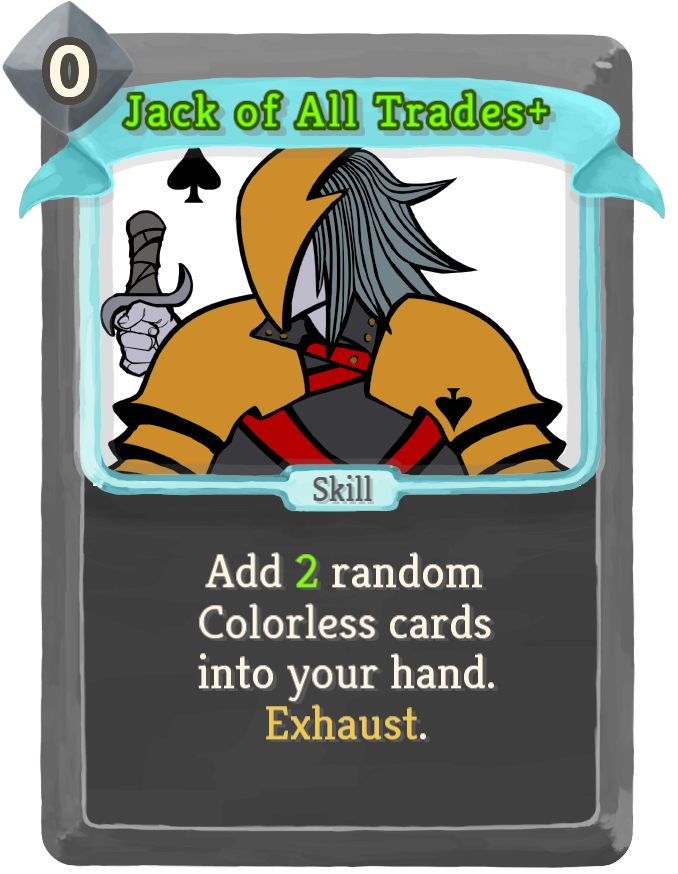 0
Jack of All Trades+
Skill
Add 2 random
Colorless cards
into your hand.
Exhaust.